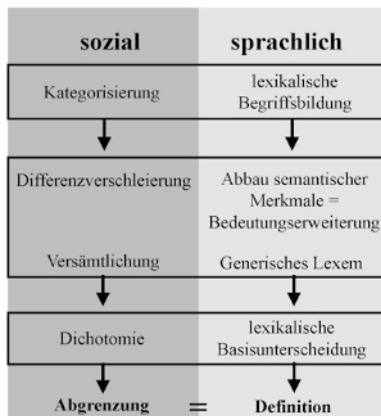 sozial sprachlich
Kategorisierung lexikalische
Begriffsbildung
Differenzverschleierung Abbau semantischer
Merkmale =
Bedeutungserweiterung
Versämtlichung Generisches Lexem
Dichotomie lexikalische
Basisunterscheidung
Abgrenzung = Definition